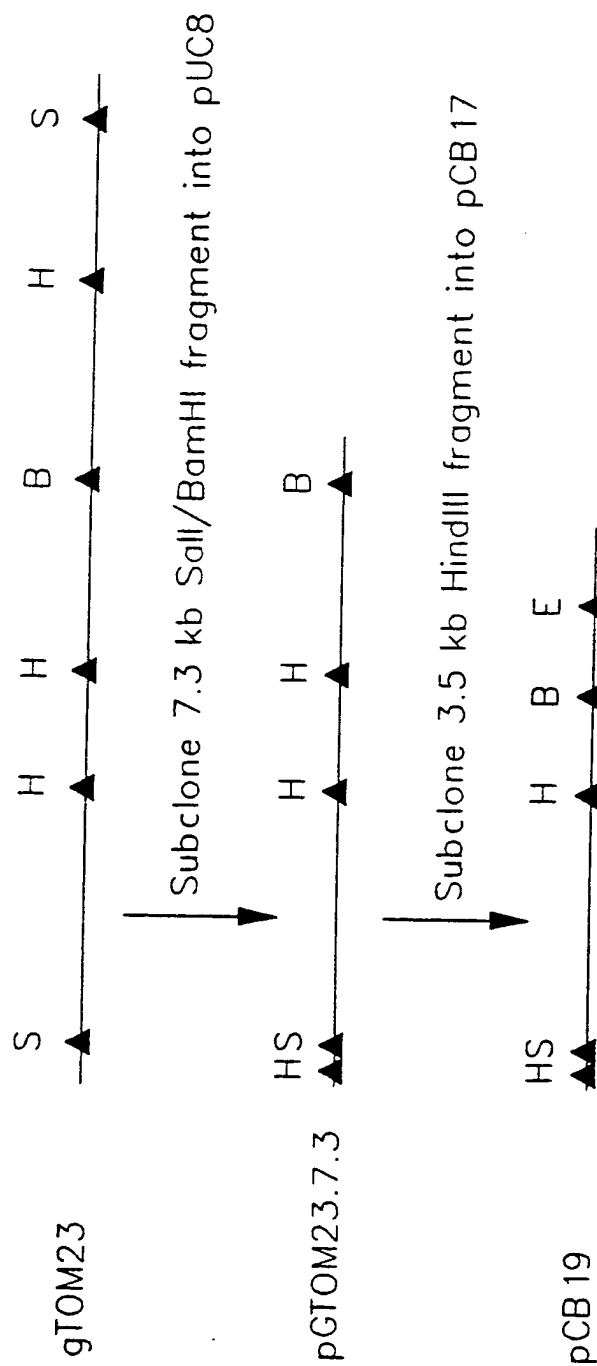 gTOM23
S H H B H S
Subclone 7.3 kb SalI/BamHI fragment into pUC8
pGTOM23.7.3
HS H H B
Subclone 3.5 kb HindIII fragment into pCB17
pCB19
HS H B E